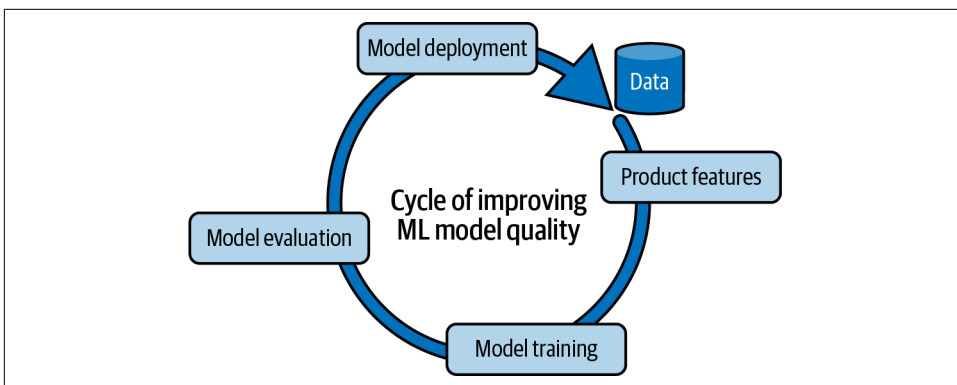 Model deployment
Data
Product features
Cycle of improving
ML model quality
Model evaluation
Model training